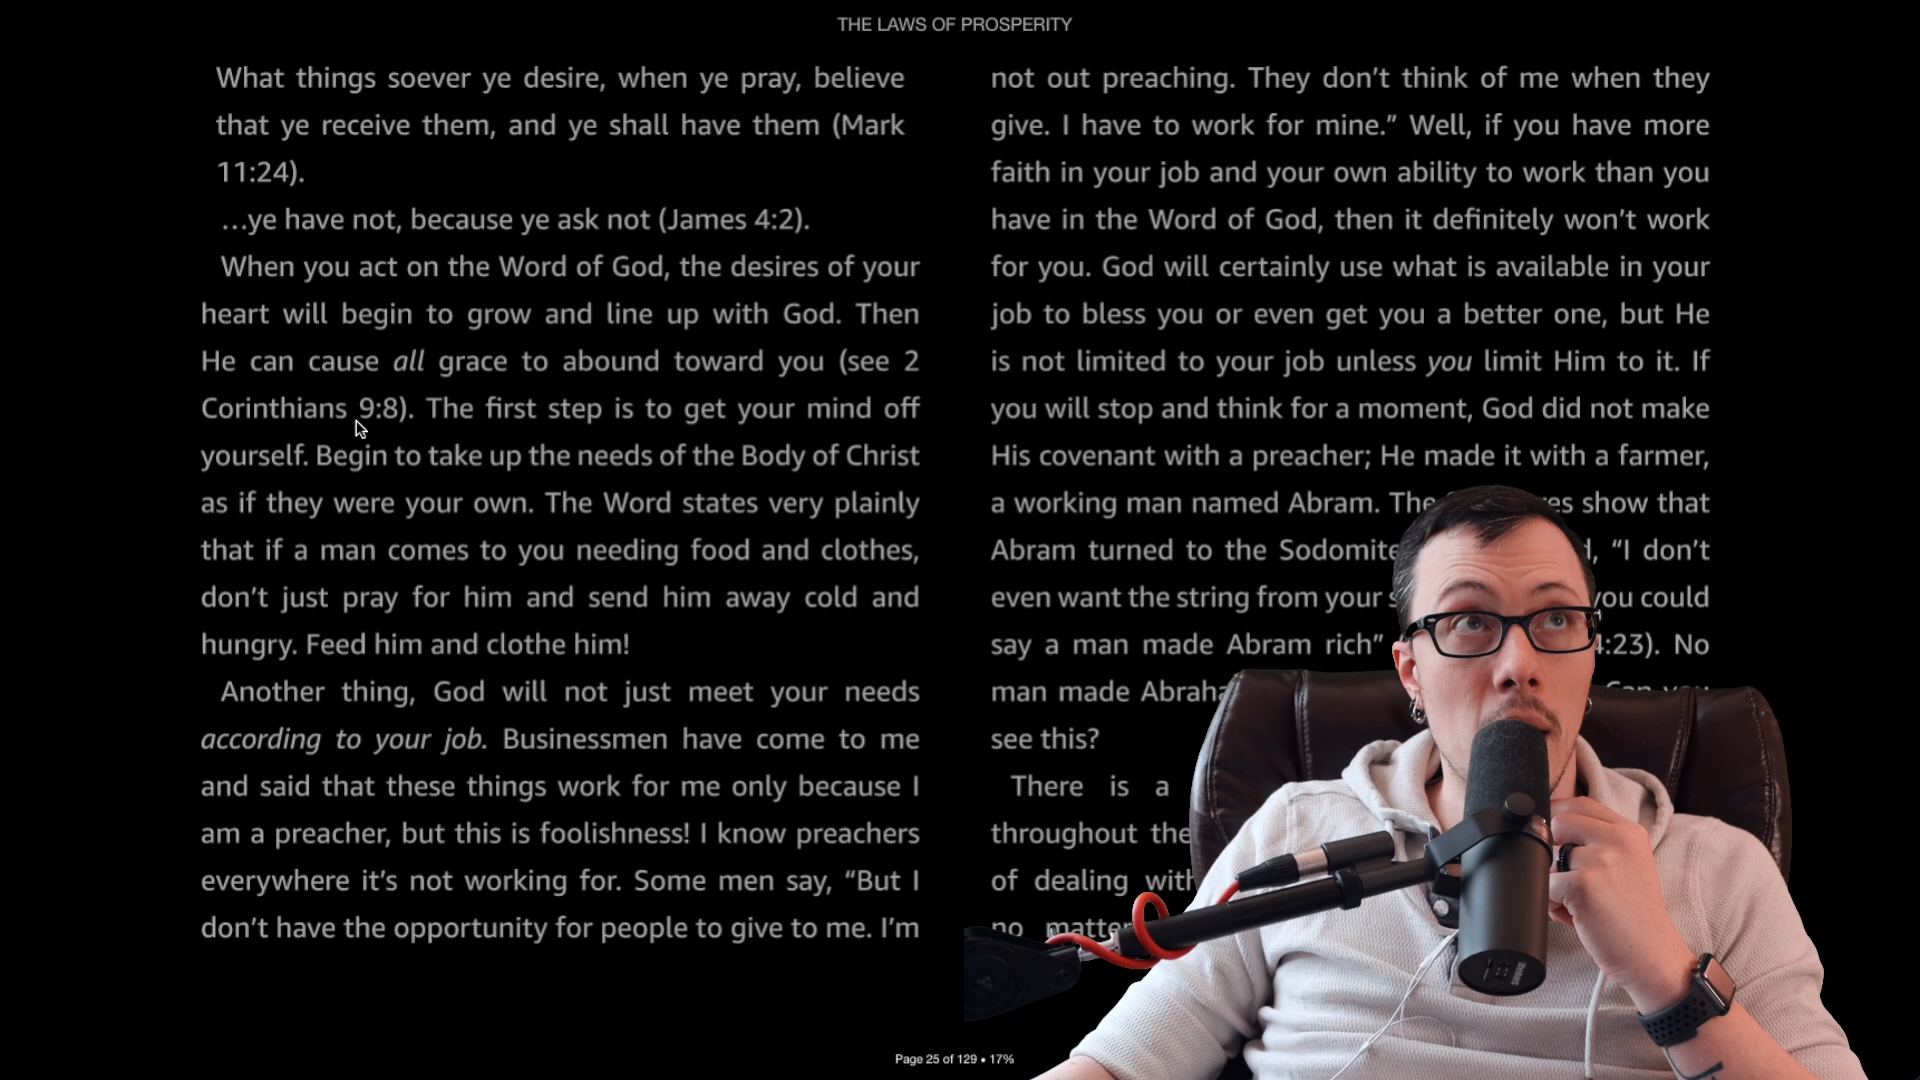 THE LAWS OF PROSPERITY
What things soever ye desire, when ye pray, believe
that ye receive them, and ye shall have them (Mark
11:24).
…ye have not, because ye ask not (James 4:2).
When you act on the Word of God, the desires of your
heart will begin to grow and line up with God. Then
He can cause all grace to abound toward you (see 2
Corinthians 9:8). The first step is to get your mind off
yourself. Begin to take up the needs of the Body of Christ
as if they were your own. The Word states very plainly
that if a man comes to you needing food and clothes,
don’t just pray for him and send him away cold and
hungry. Feed him and clothe him!
Another thing, God will not just meet your needs
according to your job. Businessmen have come to me
and said that these things work for me only because I
am a preacher, but this is foolishness! I know preachers
everywhere it’s not working for. Some men say, “But I
don’t have the opportunity for people to give to me. I’m
not out preaching. They don’t think of me when they
give. I have to work for mine.” Well, if you have more
faith in your job and your own ability to work than you
have in the Word of God, then it definitely won’t work
for you. God will certainly use what is available in your
job to bless you or even get you a better one, but He
is not limited to your job unless you limit Him to it. If
you will stop and think for a moment, God did not make
His covenant with a preacher; He made it with a farmer,
a working man named Abram. The show that
Abram turned to the “I don’t
even want the string from your you could
say a man made Abram rich” 4:23). No
man made Can you
see this?
There is a
throughout the
of dealing with
no matter
SHURE
Page 25 of 129 • 17%